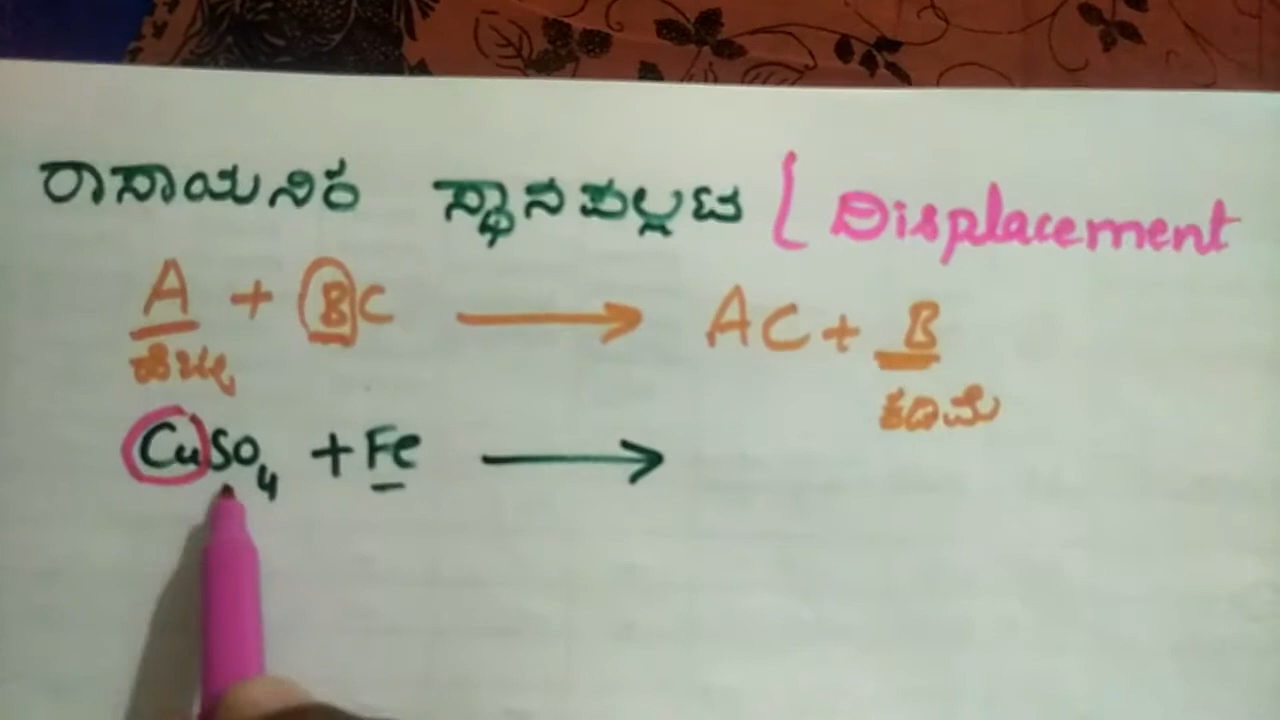 ರಾಸಾಯನಿಕ ಸ್ಥಾನಪಲ್ಲಟ ( Displacement
A + BC → AC + B
ಹೆಚ್ಚು ಕಡಿಮೆ
CuSO₄ + Fe →